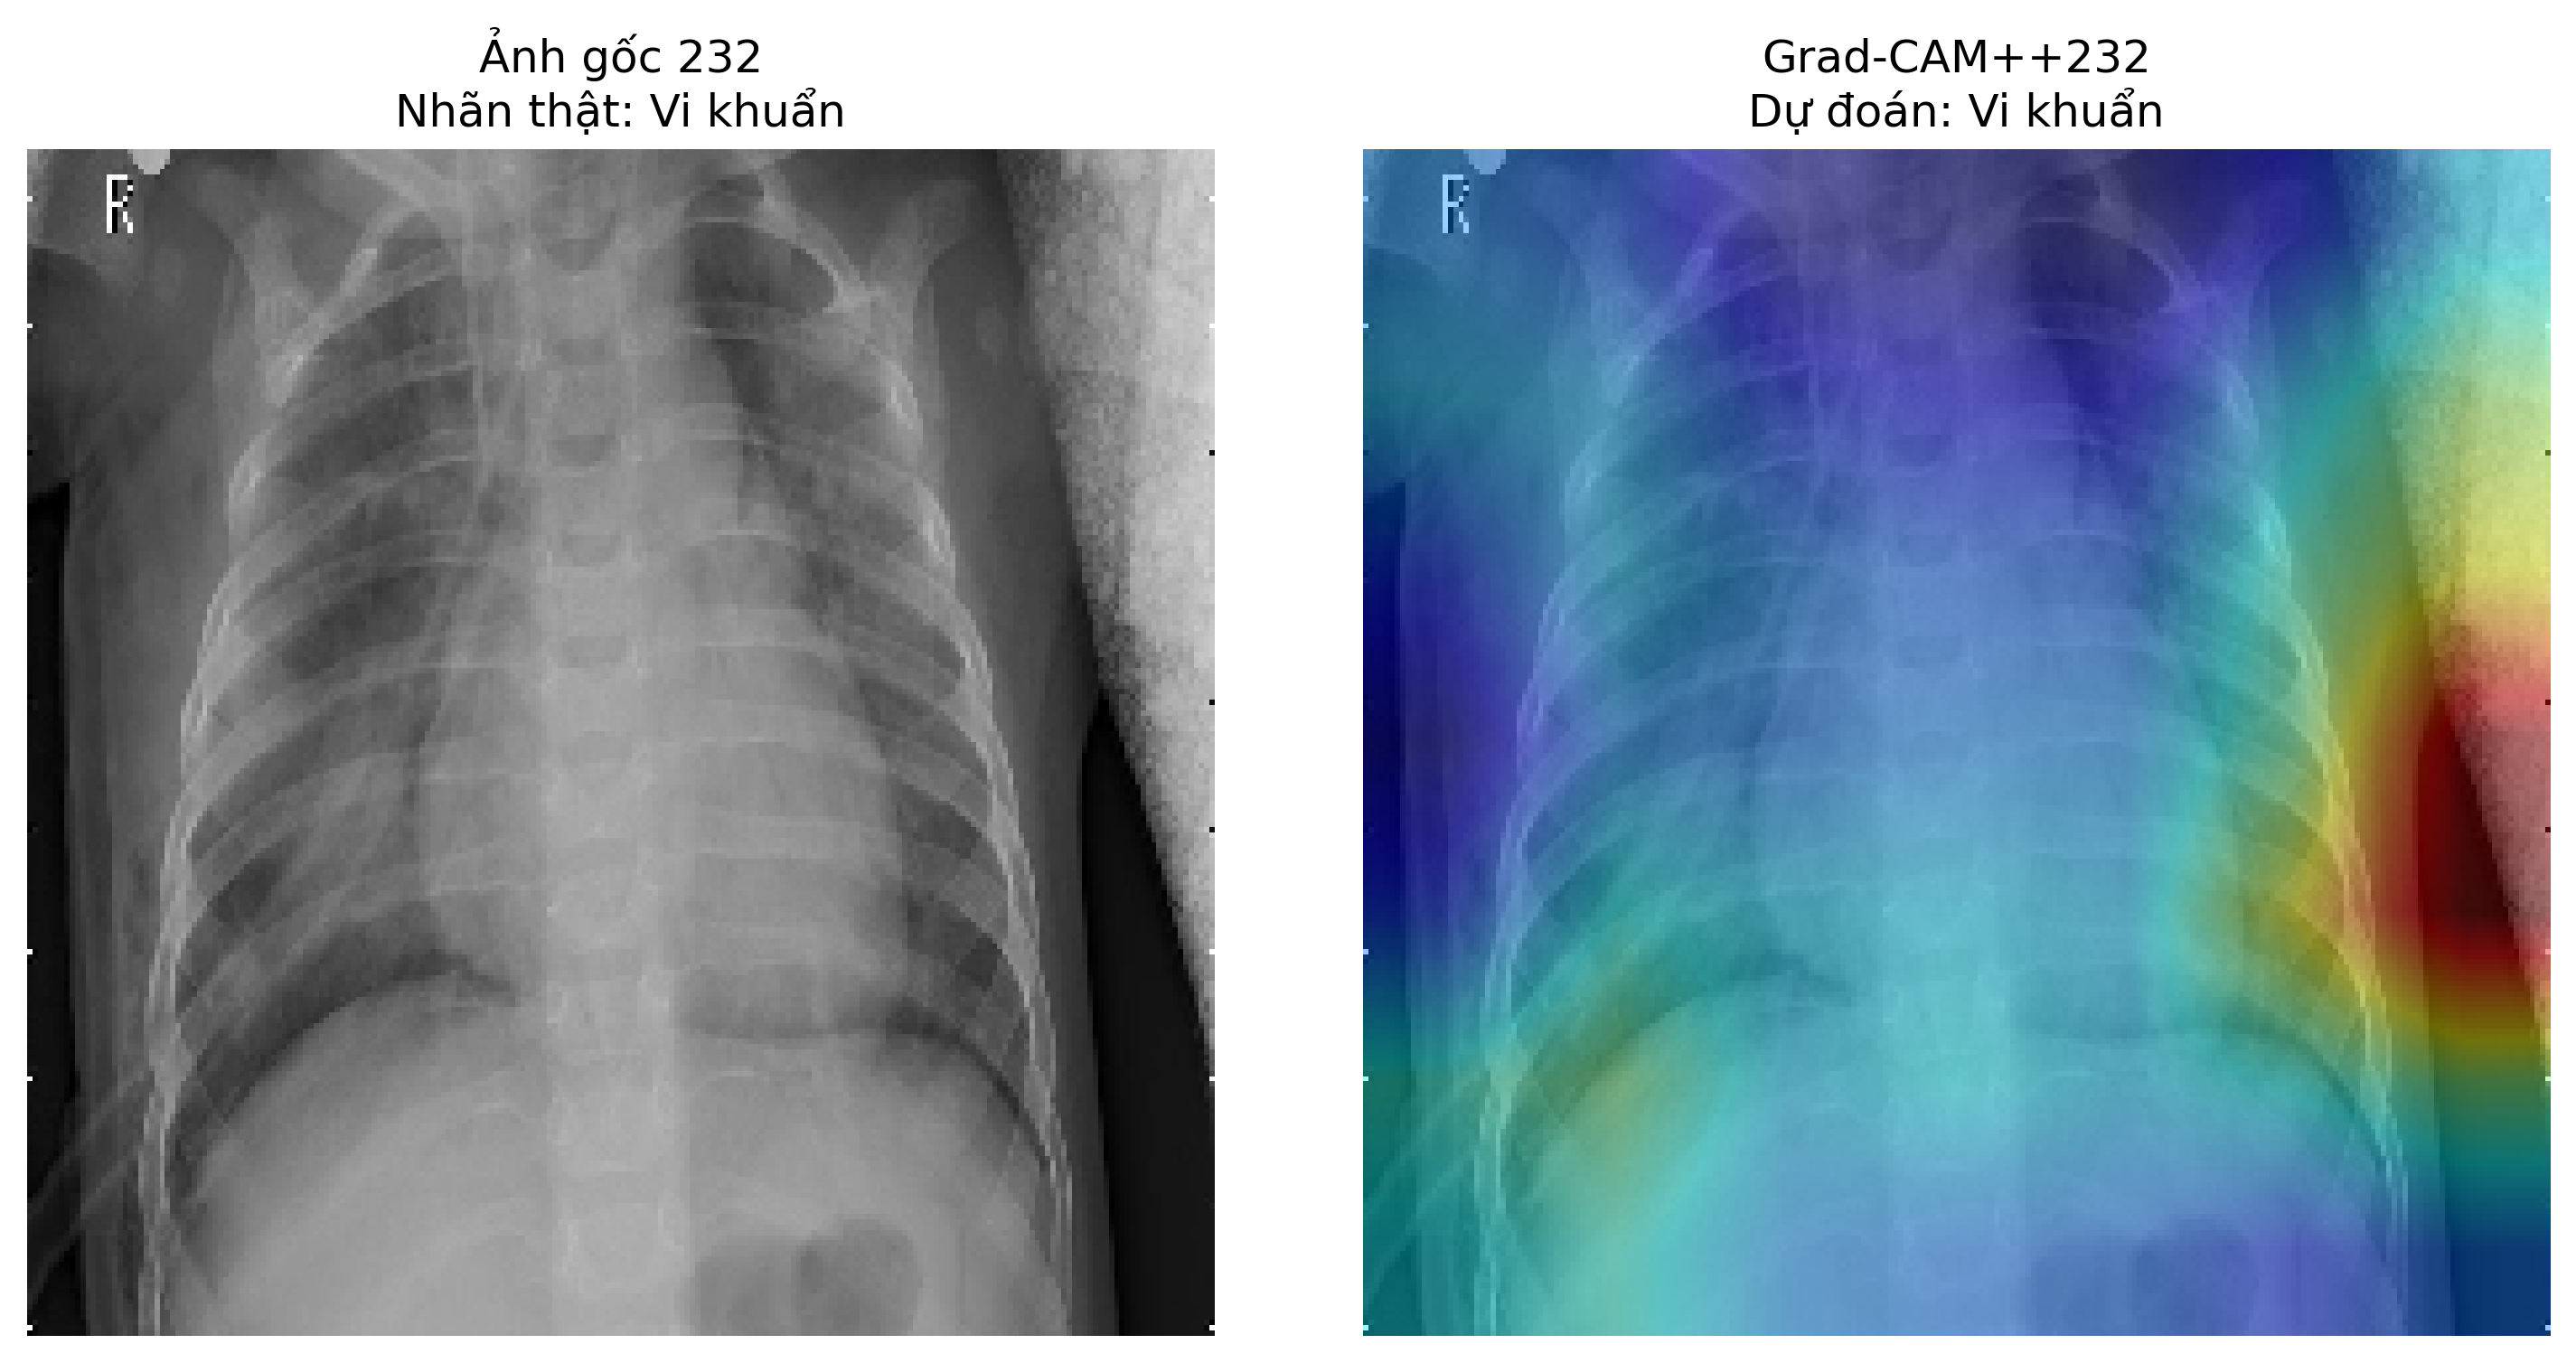 Ảnh gốc 232
Nhãn thật: Vi khuẩn
Grad-CAM++232
Dự đoán: Vi khuẩn
R
R